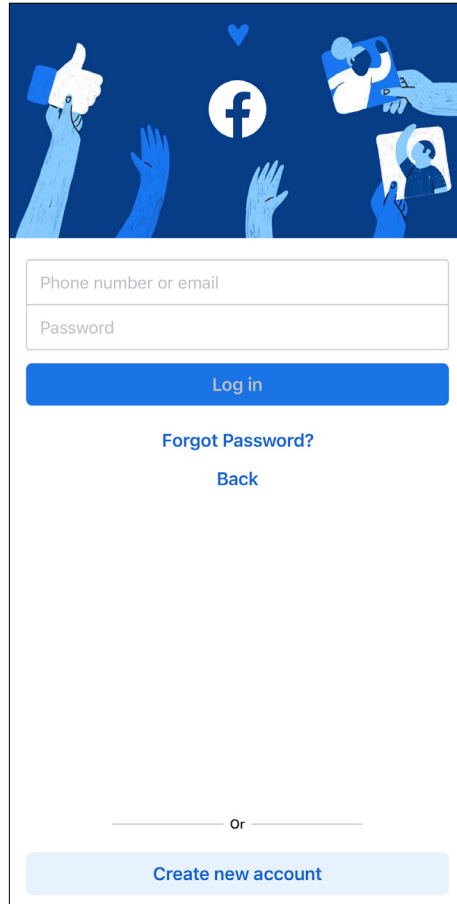 Phone number or email
Password
Log in
Forgot Password?
Back
Or
Create new account